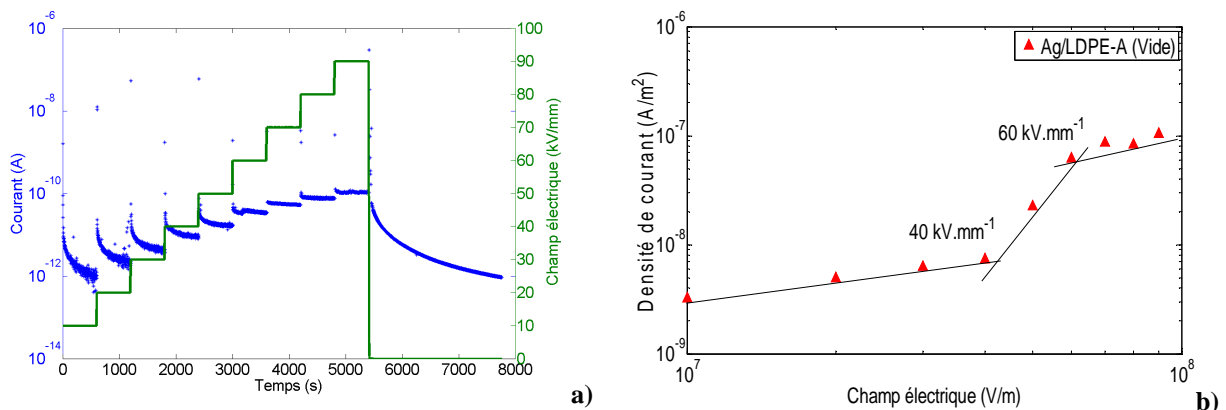 10⁻⁶
10⁻⁸
10⁻¹⁰
10⁻¹²
10⁻¹⁴
Courant (A)
100
90
80
70
60
50
40
30
20
10
0
Champ électrique (kV/mm)
0 1000 2000 3000 4000 5000 6000 7000 8000
Temps (s)
a)
Ag/LDPE-A (Vide)
10⁻⁵
10⁻⁶
10⁻⁷
10⁻⁸
10⁻⁹
Densité de courant (A/m²)
60 kV.mm⁻¹
40 kV.mm⁻¹
10⁷ 10⁸
Champ électrique (V/m)
b)